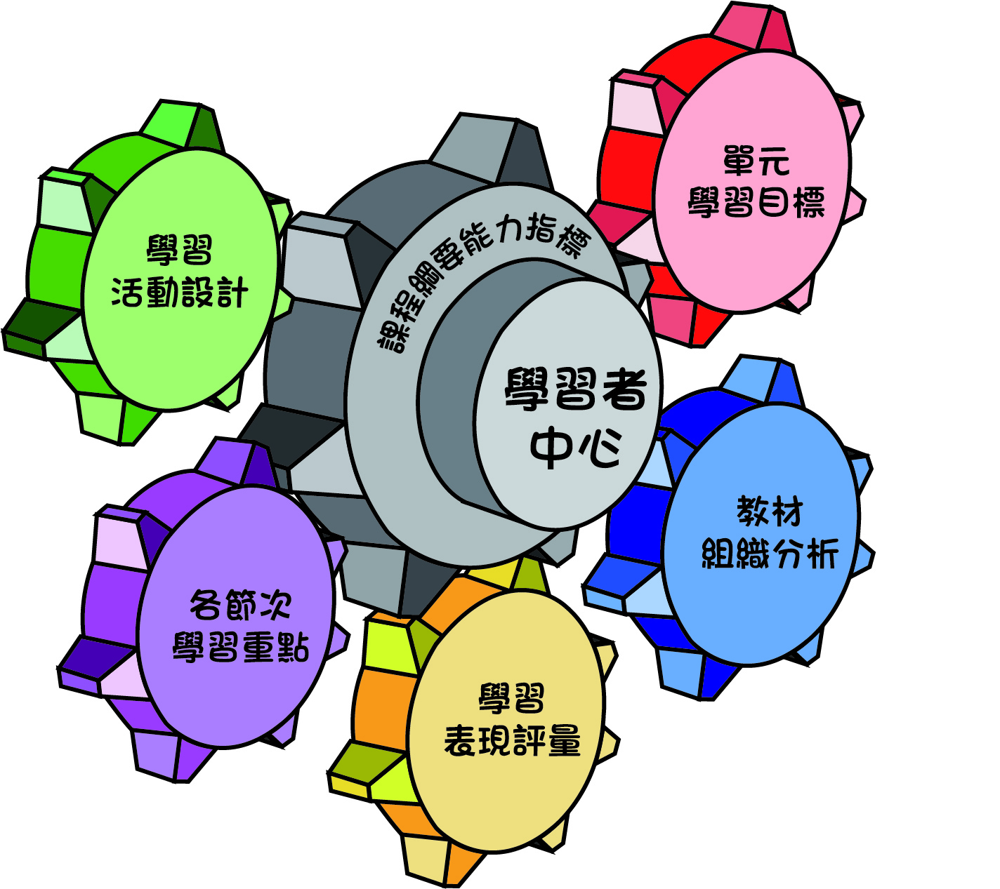 單元
學習目標
學習
活動設計
課程綱要能力指標
學習者
中心
教材
組織分析
各節次
學習重點
學習
表現評量